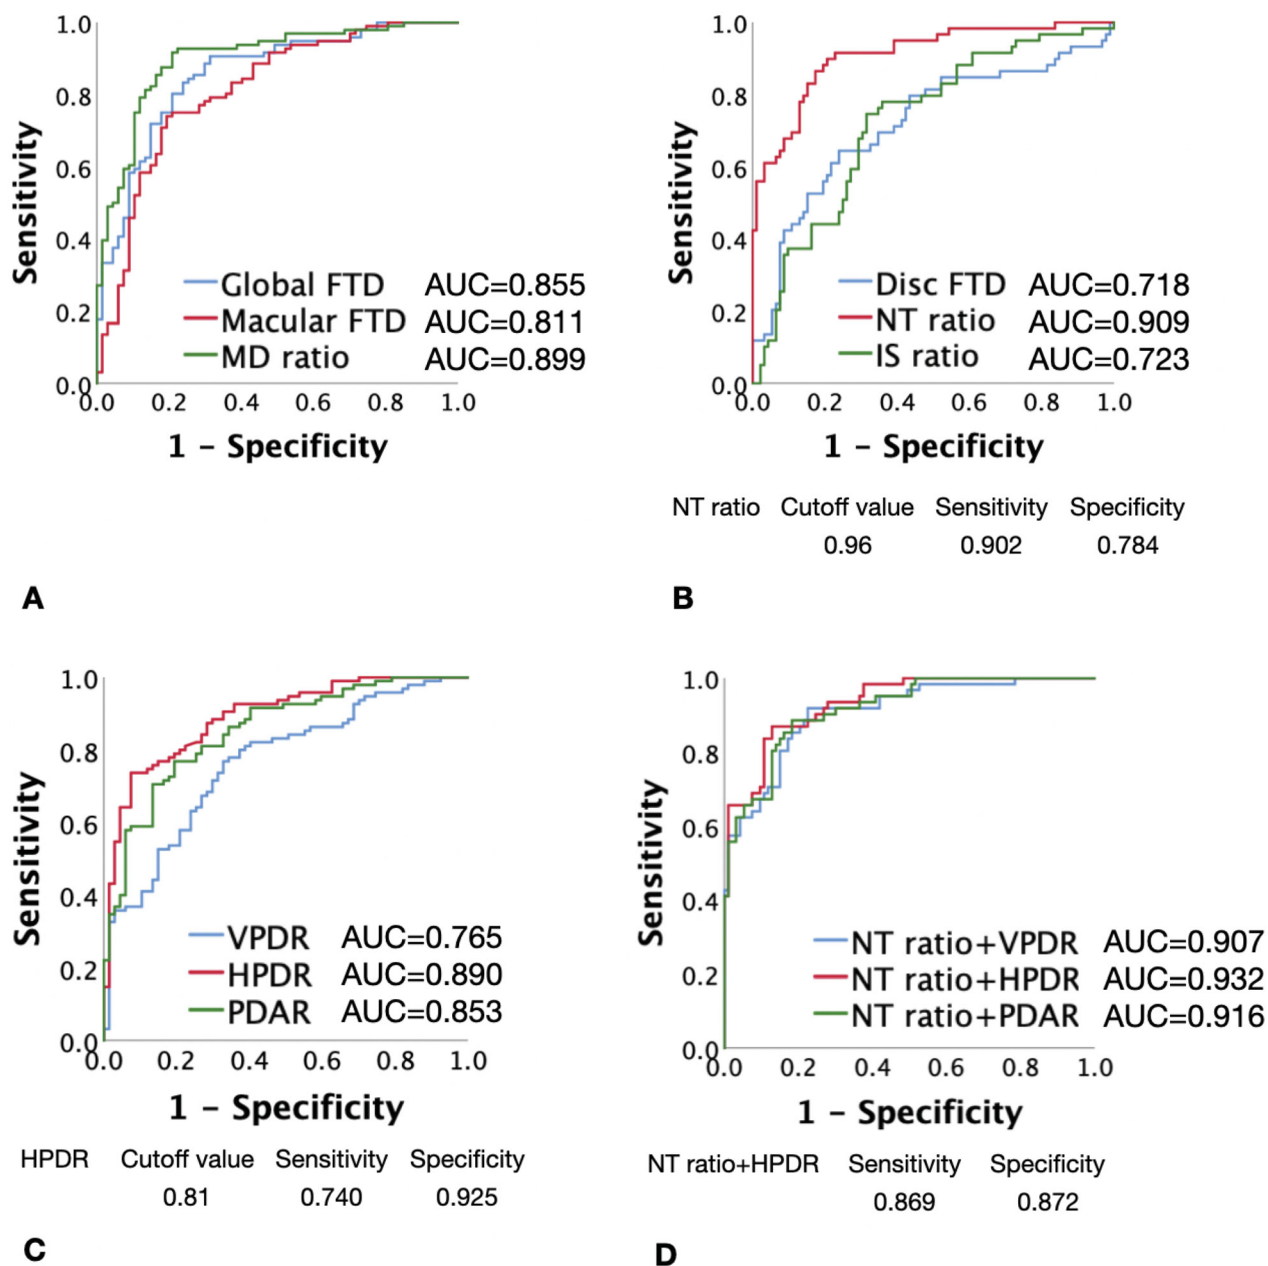 1.0
0.8
0.6
0.4
0.2
0.0
Sensitivity
Global FTD AUC=0.855
Macular FTD AUC=0.811
MD ratio AUC=0.899
0.0 0.2 0.4 0.6 0.8 1.0
1 - Specificity
A
1.0
0.8
0.6
0.4
0.2
0.0
Sensitivity
Disc FTD AUC=0.718
NT ratio AUC=0.909
IS ratio AUC=0.723
0.0 0.2 0.4 0.6 0.8 1.0
1 - Specificity
NT ratio Cutoff value Sensitivity Specificity
0.96 0.902 0.784
B
1.0
0.8
0.6
0.4
0.2
0.0
Sensitivity
VPDR AUC=0.765
HPDR AUC=0.890
PDAR AUC=0.853
0.0 0.2 0.4 0.6 0.8 1.0
1 - Specificity
HPDR Cutoff value Sensitivity Specificity
0.81 0.740 0.925
C
1.0
0.8
0.6
0.4
0.2
0.0
Sensitivity
NT ratio+VPDR AUC=0.907
NT ratio+HPDR AUC=0.932
NT ratio+PDAR AUC=0.916
0.0 0.2 0.4 0.6 0.8 1.0
1 - Specificity
NT ratio+HPDR Sensitivity Specificity
0.869 0.872
D